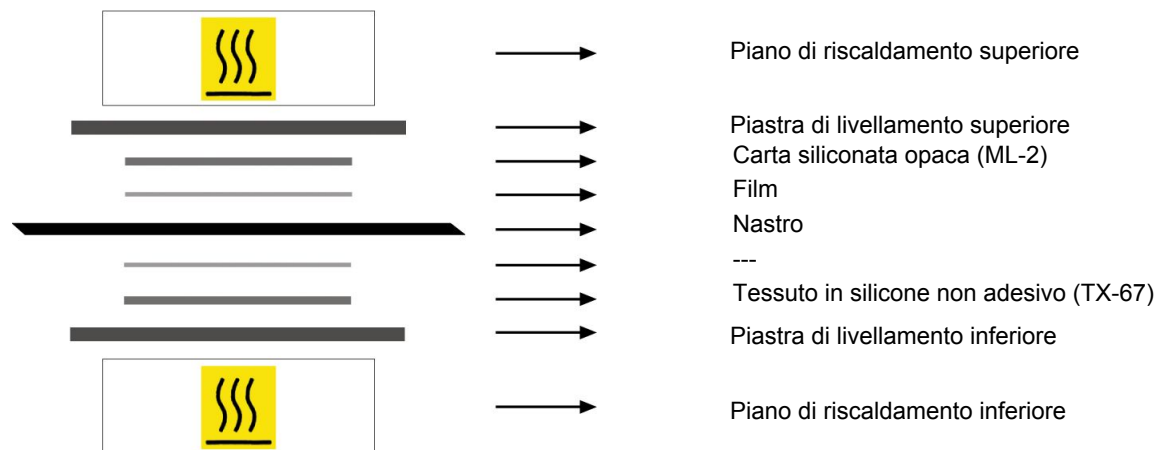 Piano di riscaldamento superiore
Piastra di livellamento superiore
Carta siliconata opaca (ML-2)
Film
Nastro
---
Tessuto in silicone non adesivo (TX-67)
Piastra di livellamento inferiore
Piano di riscaldamento inferiore